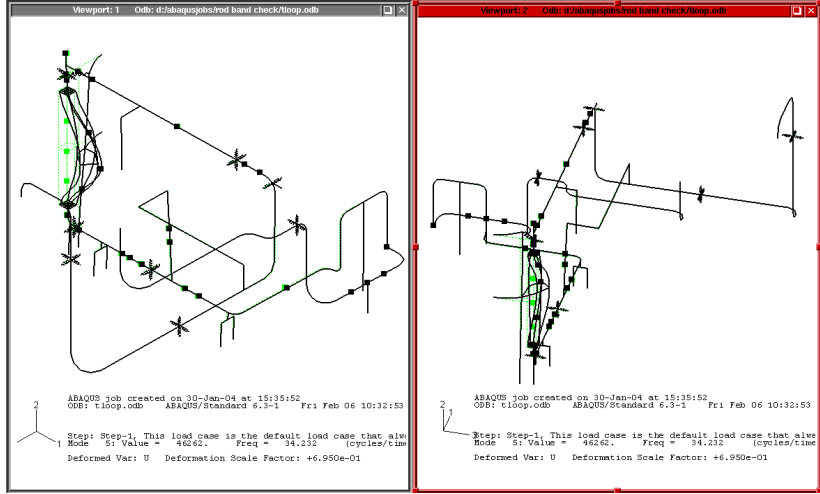 Viewport: 1 Odb: d:/abaqusjobs/rod band check/tloop.odb
ABAQUS job created on 30-Jan-04 at 15:35:52
ODB: tloop.odb ABAQUS/Standard 6.3-1 Fri Feb 06 10:32:53
2
1
Step: Step-1, This load case is the default load case that alwa
Mode 5: Value = 46262. Freq = 34.232 (cycles/time
Deformed Var: U Deformation Scale Factor: +6.950e-01
Viewport: 2 Odb: d:/abaqusjobs/rod band check/tloop.odb
ABAQUS job created on 30-Jan-04 at 15:35:52
ODB: tloop.odb ABAQUS/Standard 6.3-1 Fri Feb 06 10:32:53
2
1
Step: Step-1, This load case is the default load case that alwa
Mode 5: Value = 46262. Freq = 34.232 (cycles/time
Deformed Var: U Deformation Scale Factor: +6.950e-01